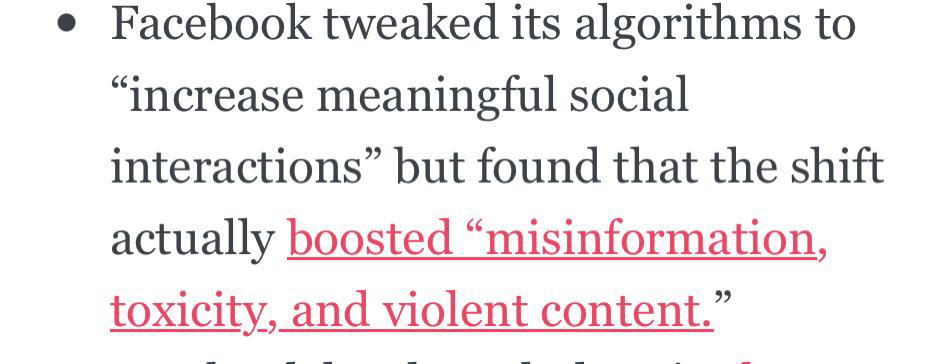 • Facebook tweaked its algorithms to
“increase meaningful social
interactions” but found that the shift
actually boosted “misinformation,
toxicity, and violent content.”